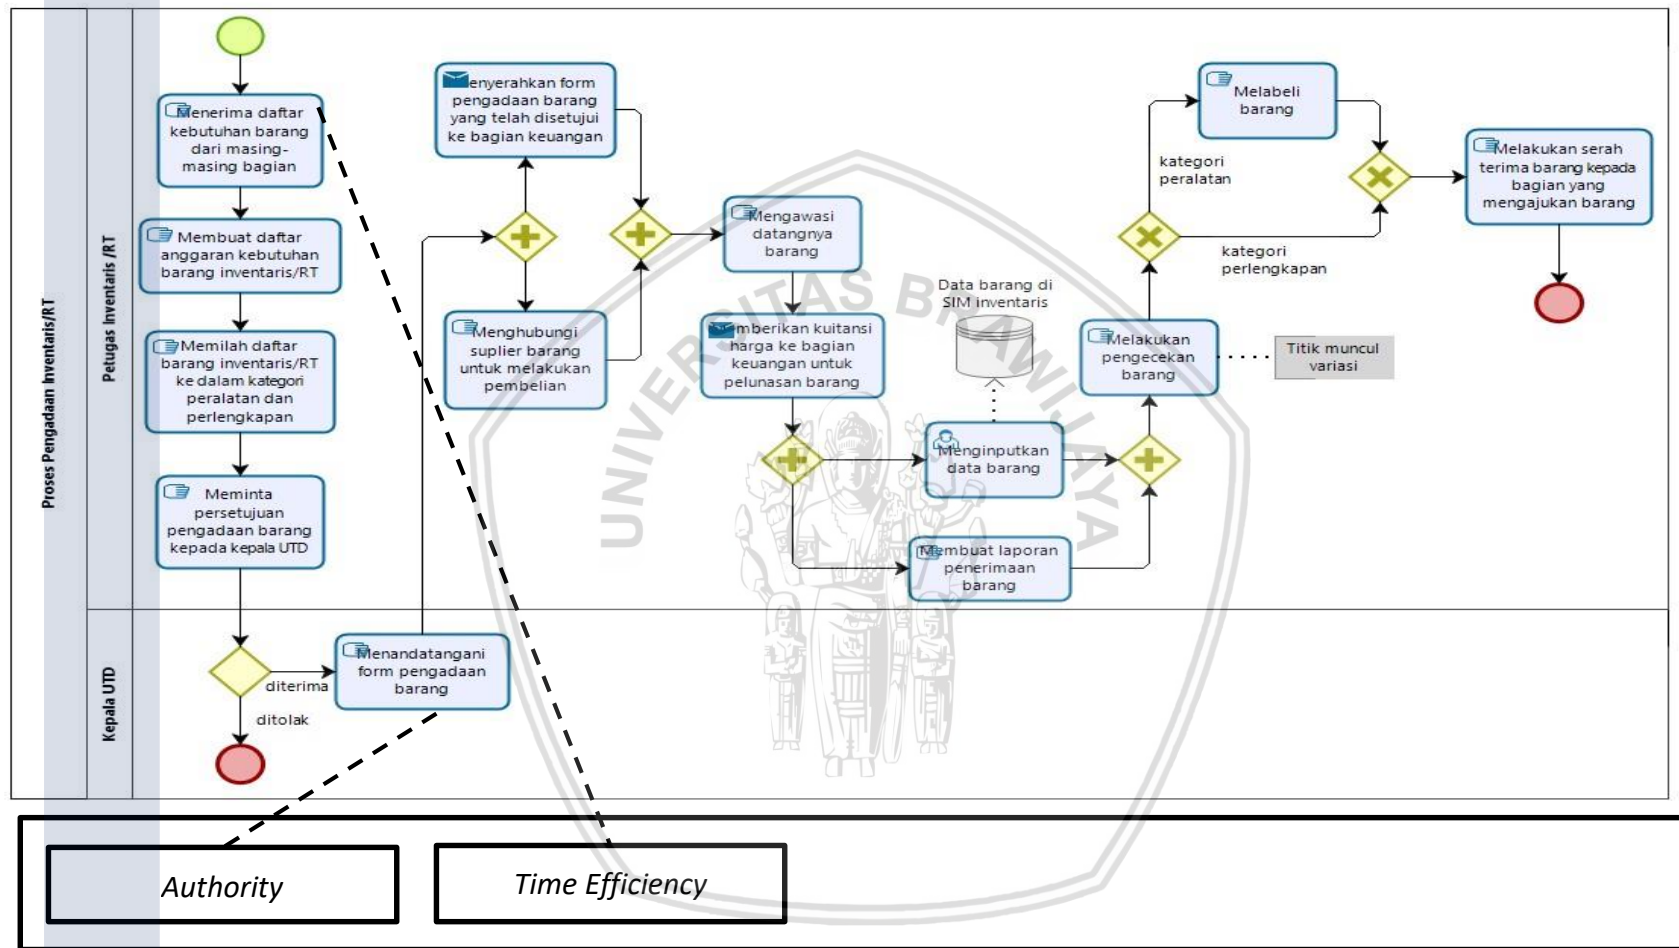 Proses Pengadaan Inventaris/RT
Petugas Inventaris /RT
Menerima daftar
kebutuhan barang
dari masing-
masing bagian
Membuat daftar
anggaran kebutuhan
barang inventaris/RT
Memilah daftar
barang inventaris/RT
ke dalam kategori
peralatan dan
perlengkapan
Meminta
persetujuan
pengadaan barang
kepada kepala UTD
enyerahkan form
pengadaan barang
yang telah disetujui
ke bagian keuangan
Menghubungi
suplier barang
untuk melakukan
pembelian
Mengawasi
datangnya
barang
emberikan kuitansi
harga ke bagian
keuangan untuk
pelunasan barang
Data barang di
SIM inventaris
Menginputkan
data barang
Membuat laporan
penerimaan
barang
Melakukan
pengecekan
barang
Titik muncul
variasi
kategori
peralatan
kategori
perlengkapan
Melabeli
barang
Melakukan serah
terima barang kepada
bagian yang
mengajukan barang
Kepala UTD
diterima
ditolak
Menandatangani
form pengadaan
barang
UNIVERSITAS BRAWIJAYA
Authority
Time Efficiency